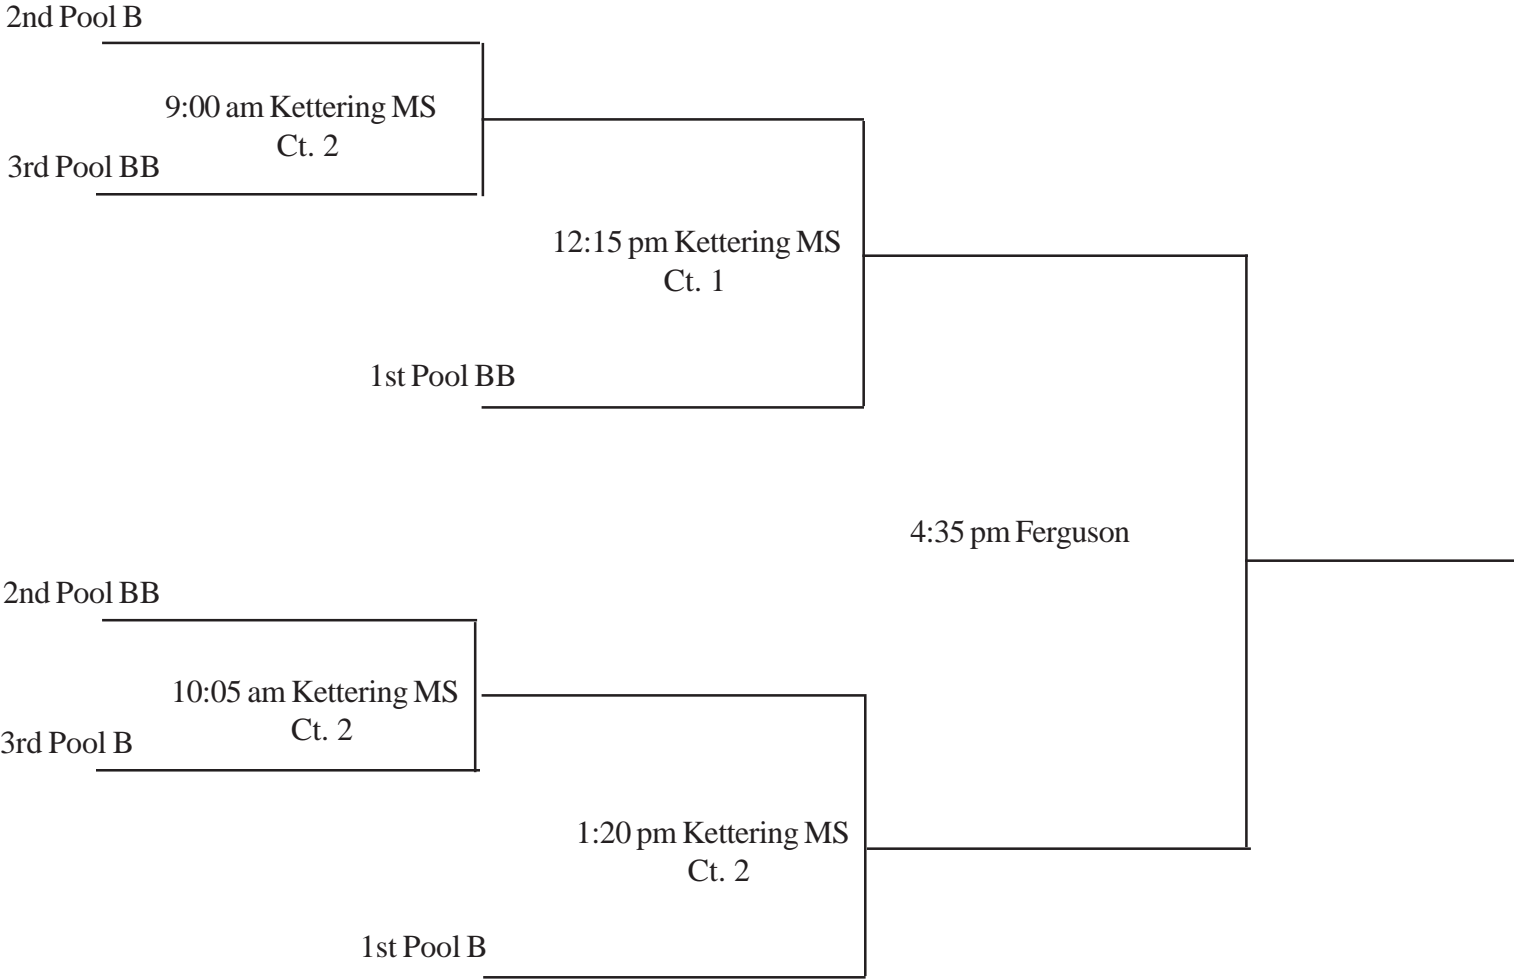 2nd Pool B
9:00 am Kettering MS
Ct. 2
3rd Pool BB
12:15 pm Kettering MS
Ct. 1
1st Pool BB
4:35 pm Ferguson
2nd Pool BB
10:05 am Kettering MS
Ct. 2
3rd Pool B
1:20 pm Kettering MS
Ct. 2
1st Pool B